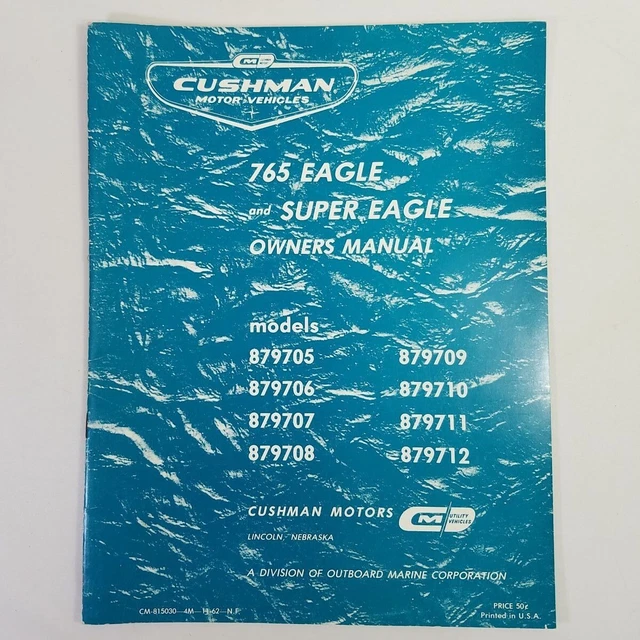 CM
CUSHMAN
MOTOR VEHICLES
765 EAGLE
and SUPER EAGLE
OWNERS MANUAL
models
879705 879709
879706 879710
879707 879711
879708 879712
CUSHMAN MOTORS CM UTILITY VEHICLES
LINCOLN, NEBRASKA
A DIVISION OF OUTBOARD MARINE CORPORATION
CM-815030 4M 11-62 N.F. PRICE 50¢
Printed in U.S.A.